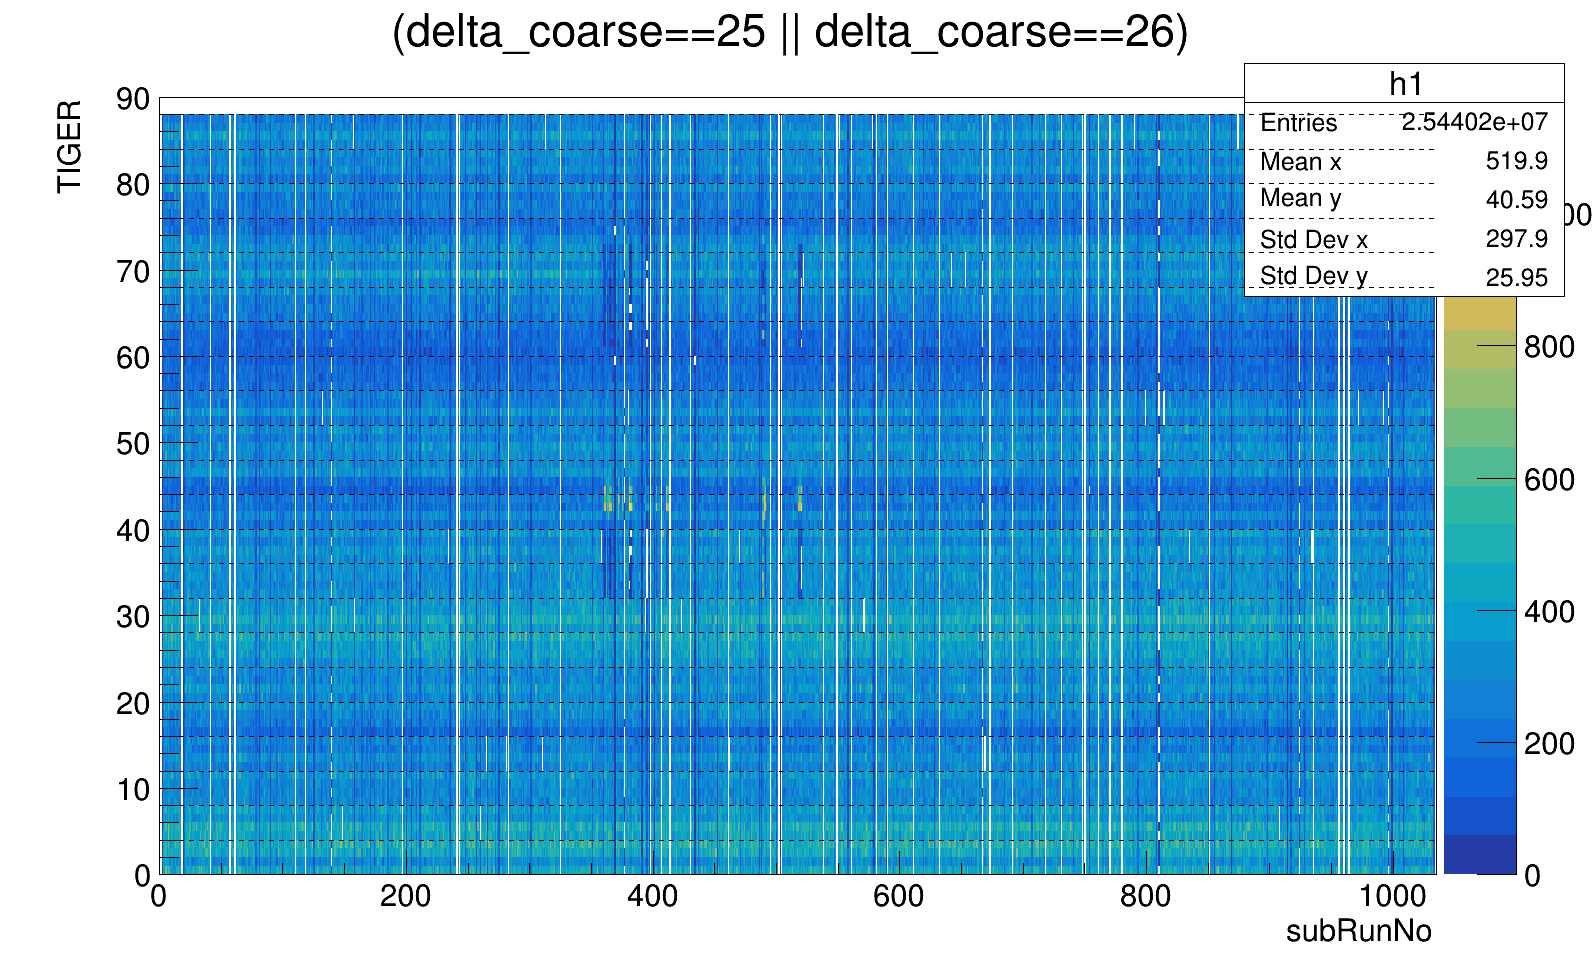 (delta_coarse==25 || delta_coarse==26)
h1
Entries 2.54402e+07
Mean x 519.9
Mean y 40.59
Std Dev x 297.9
Std Dev y 25.95
TIGER
90
80
70
60
50
40
30
20
10
0
0 200 400 600 800 1000
subRunNo
00
800
600
400
200
0